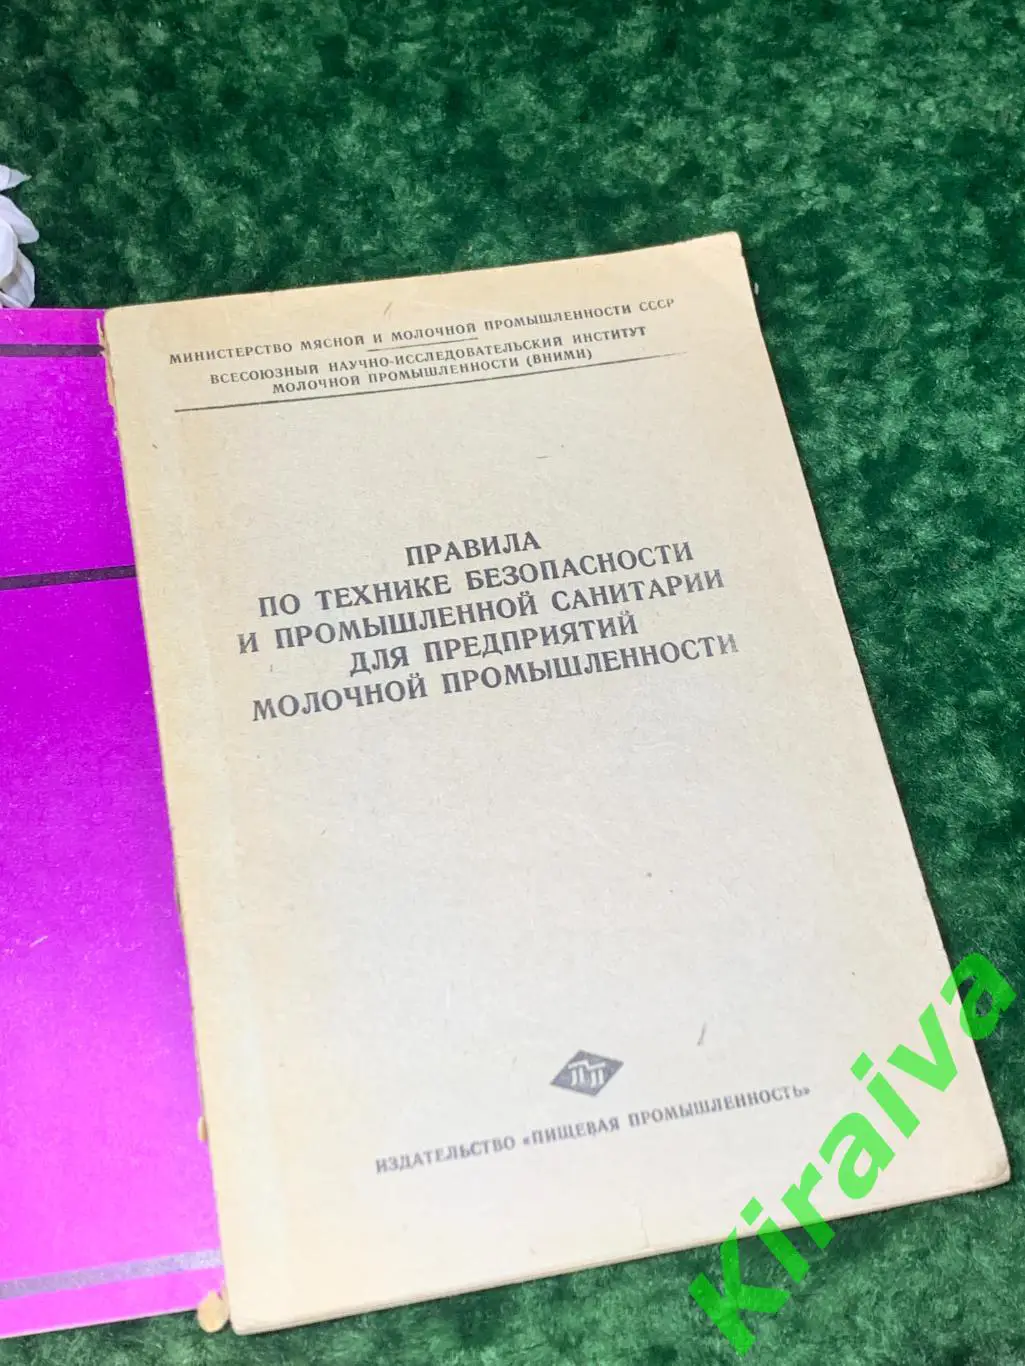 МИНИСТЕРСТВО МЯСНОЙ И МОЛОЧНОЙ ПРОМЫШЛЕННОСТИ СССР
ВСЕСОЮЗНЫЙ НАУЧНО-ИССЛЕДОВАТЕЛЬСКИЙ ИНСТИТУТ
МОЛОЧНОЙ ПРОМЫШЛЕННОСТИ (ВНИМИ)
ПРАВИЛА
ПО ТЕХНИКЕ БЕЗОПАСНОСТИ
И ПРОМЫШЛЕННОЙ САНИТАРИИ
ДЛЯ ПРЕДПРИЯТИЙ
МОЛОЧНОЙ ПРОМЫШЛЕННОСТИ
ПП
ИЗДАТЕЛЬСТВО «ПИЩЕВАЯ ПРОМЫШЛЕННОСТЬ»
Kiraiva